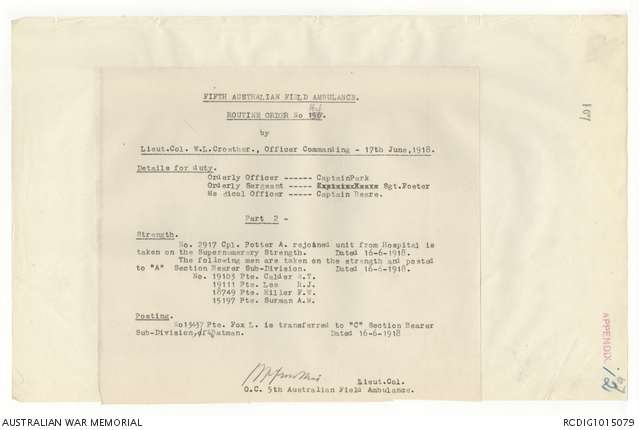 FIFTH AUSTRALIAN FIELD AMBULANCE.
ROUTINE ORDER No
by
Lieut.Col. W.L.Crowther., Officer Commanding - 17th June,1918.
Details for duty.
Orderly Officer ------ CaptainPark
Orderly Sergeant ----- Sgt.Foster
Medical Officer ------ Captain Beare.
Part 2 -
Strength.
No. 2917 Cpl. Potter A. rejoined unit from Hospital is
taken on the Supernumerary Strength. Dated 16-6-1918.
The following men are taken on the strength and posted
to "A" Section Bearer Sub-Division. Dated 16-6-1918.
No. 19103 Pte. Calder R.T.
19111 Pte. Lee R.J.
18749 Pte. Miller F.W.
15197 Pte. Surman A.W.
Posting.
No13437 Pte. Fox L. is transferred to "C" Section Bearer
Sub-Division, Batman. Dated 16-6-1918
Lieut.Col.
O.C. 5th Australian Field Ambulance.
107
APPENDIX.
AUSTRALIAN WAR MEMORIAL
RCDIG1015079